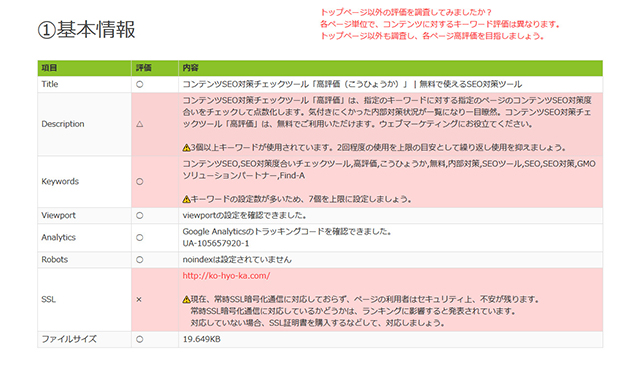 ①基本情報
トップページ以外の評価を調査してみましたか？
各ページ単位で、コンテンツに対するキーワード評価は異なります。
トップページ以外も調査し、各ページ高評価を目指しましょう。
項目 評価 内容
Title ○ コンテンツSEO対策チェックツール「高評価（こうひょうか）」 | 無料で使えるSEO対策ツール
Description △ コンテンツSEO対策チェックツール「高評価」は、指定のキーワードに対する指定のページのコンテンツSEO対策度
合いをチェックして点数化します。気付きにくかった内部対策状況が一覧になり一目瞭然。コンテンツSEO対策チェ
ックツール「高評価」は、無料でご利用いただけます。ウェブマーケティングにお役立てください。
⚠3個以上キーワードが使用されています。2回程度の使用を上限の目安として繰り返し使用を抑えましょう。
Keywords ○ コンテンツSEO,SEO対策度合いチェックツール,高評価,こうひょうか,無料,内部対策,SEOツール,SEO,SEO対策,GMO
ソリューションパートナー,Find-A
⚠キーワードの設定数が多いため、7個を上限に設定しましょう。
Viewport ○ viewportの設定を確認できました。
Analytics ○ Google Analyticsのトラッキングコードを確認できました。
UA-105657920-1
Robots ○ noindexは設定されていません
SSL × http://ko-hyo-ka.com/
⚠現在、常時SSL暗号化通信に対応しておらず、ページの利用者はセキュリティ上、不安が残ります。
常時SSL暗号化通信に対応しているかどうかは、ランキングに影響すると発表されています。
対応していない場合、SSL証明書を購入するなどして、対応しましょう。
ファイルサイズ ○ 19.649KB